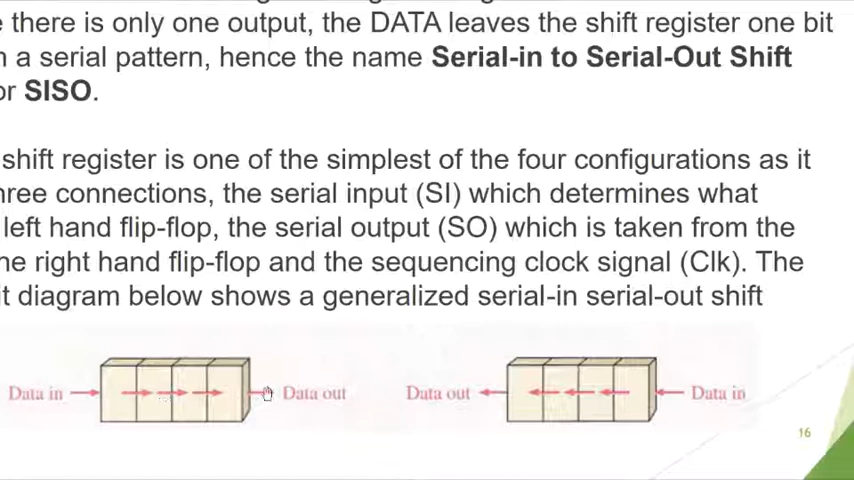 there is only one output, the DATA leaves the shift register one bit
a serial pattern, hence the name Serial-in to Serial-Out Shift
or SISO.
shift register is one of the simplest of the four configurations as it
three connections, the serial input (SI) which determines what
left hand flip-flop, the serial output (SO) which is taken from the
right hand flip-flop and the sequencing clock signal (Clk). The
diagram below shows a generalized serial-in serial-out shift
Data in Data out Data out Data in
16